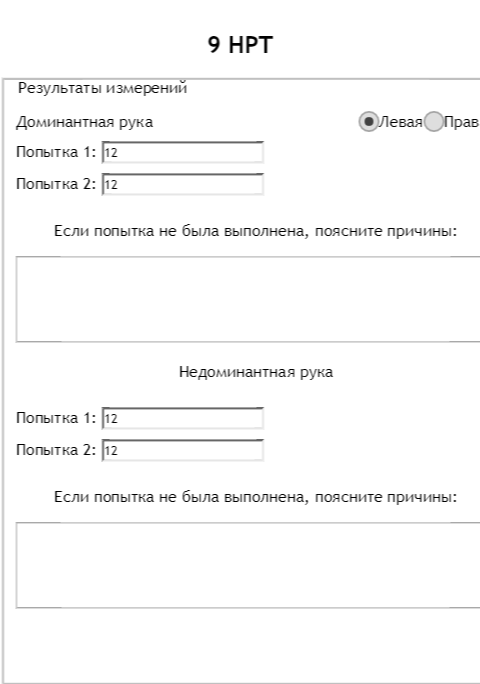 9 HPT
Результаты измерений
Доминантная рука Левая Прав
Попытка 1: 12
Попытка 2: 12
Если попытка не была выполнена, поясните причины:
Недоминантная рука
Попытка 1: 12
Попытка 2: 12
Если попытка не была выполнена, поясните причины: